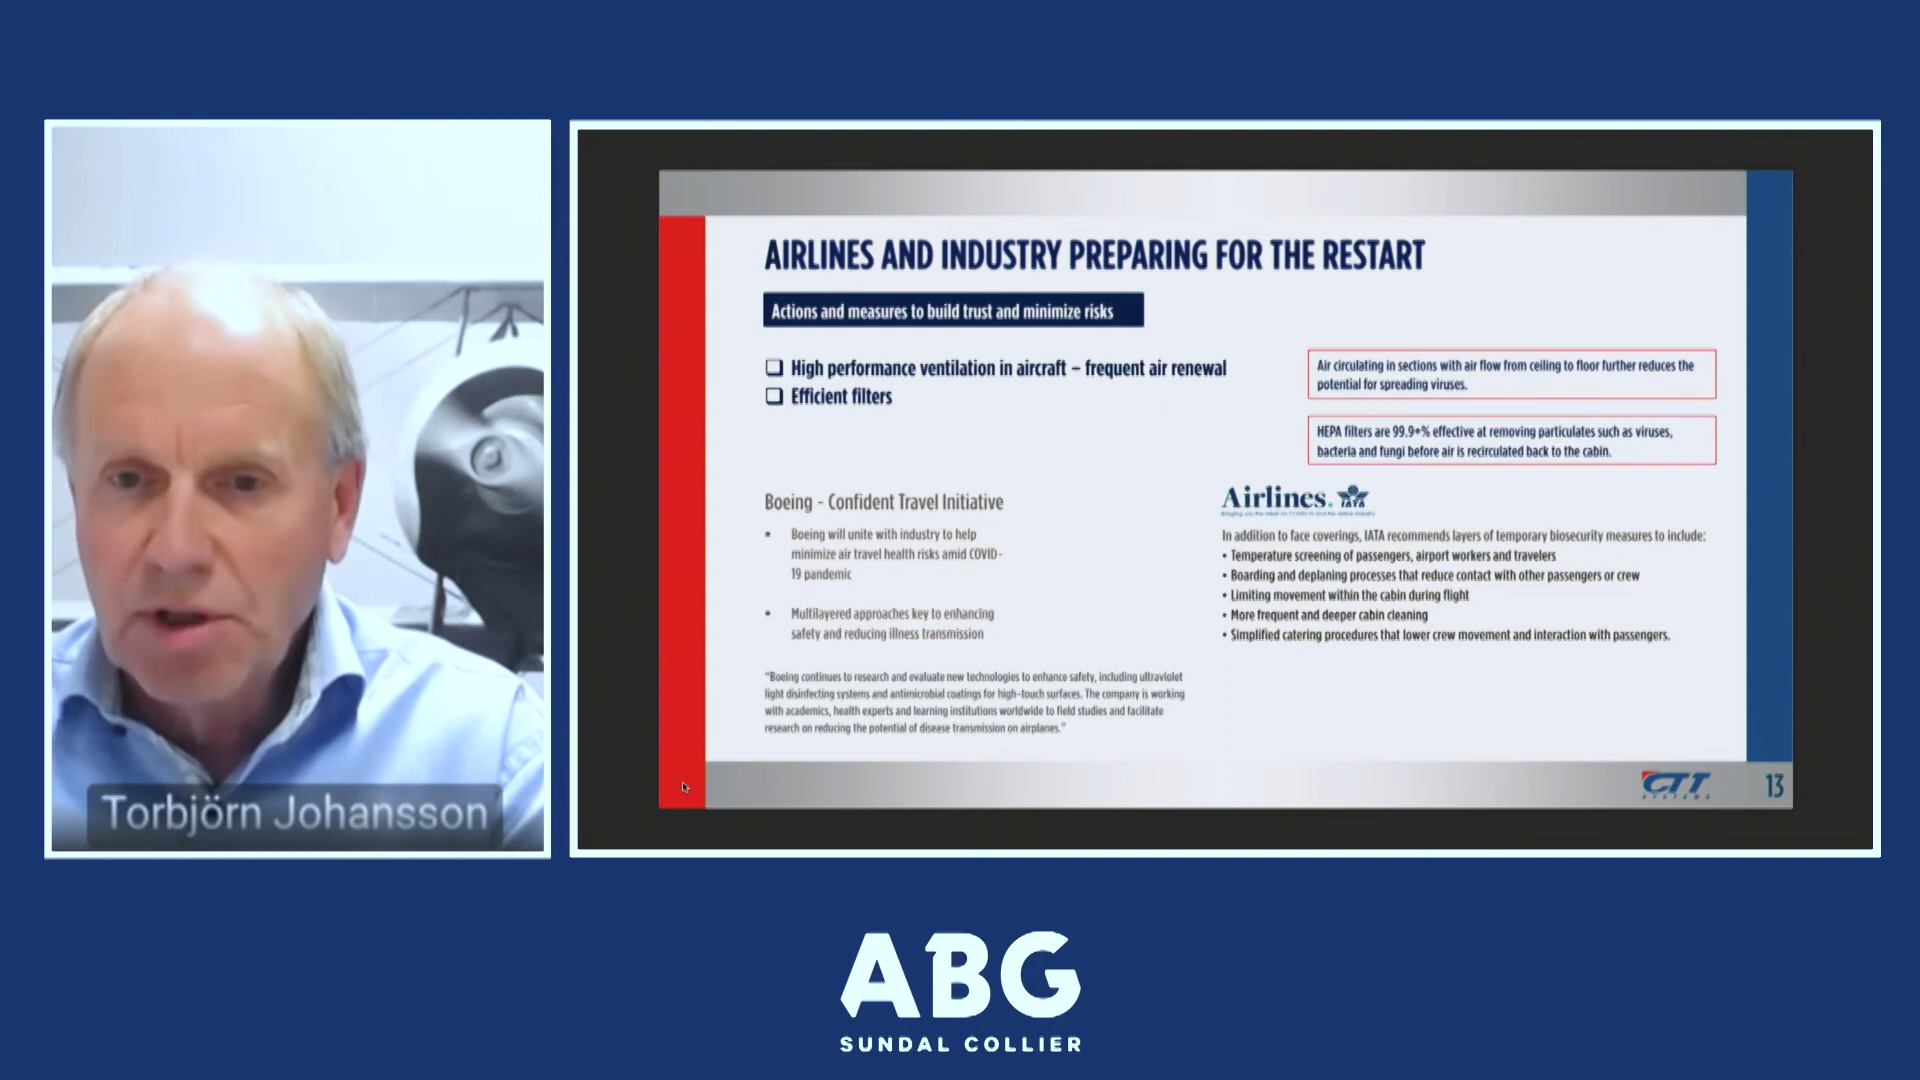 Torbjörn Johansson
AIRLINES AND INDUSTRY PREPARING FOR THE RESTART
Actions and measures to build trust and minimize risks
High performance ventilation in aircraft – frequent air renewal
Efficient filters
Air circulating in sections with air flow from ceiling to floor further reduces the
potential for spreading viruses.
HEPA filters are 99.9+% effective at removing particulates such as viruses,
bacteria and fungi before air is recirculated back to the cabin.
Boeing - Confident Travel Initiative
• Boeing will unite with industry to help
minimize air travel health risks amid COVID-
19 pandemic
• Multilayered approaches key to enhancing
safety and reducing illness transmission
"Boeing continues to research and evaluate new technologies to enhance safety, including ultraviolet
light disinfecting systems and antimicrobial coatings for high-touch surfaces. The company is working
with academics, health experts and learning institutions worldwide to field studies and facilitate
research on reducing the potential of disease transmission on airplanes."
Airlines. IATA
In addition to face coverings, IATA recommends layers of temporary biosecurity measures to include:
• Temperature screening of passengers, airport workers and travelers
• Boarding and deplaning processes that reduce contact with other passengers or crew
• Limiting movement within the cabin during flight
• More frequent and deeper cabin cleaning
• Simplified catering procedures that lower crew movement and interaction with passengers.
CTT
SYSTEMS
13
ABG
SUNDAL COLLIER